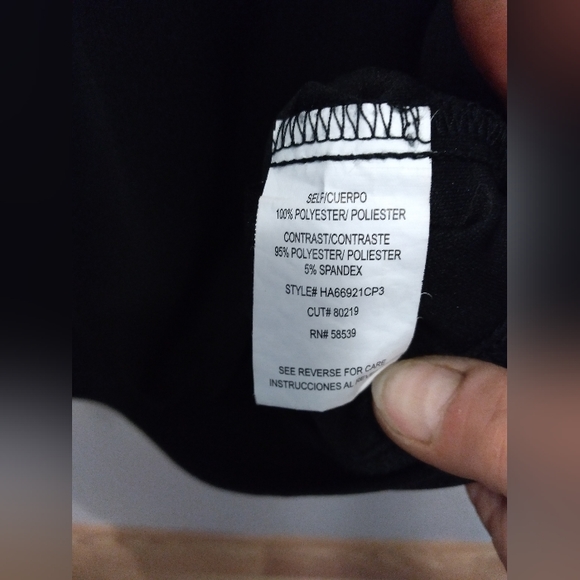 SELF/CUERPO
100% POLYESTER/ POLIESTER
CONTRAST/CONTRASTE
95% POLYESTER/ POLIESTER
5% SPANDEX
STYLE# HA66921CP3
CUT# 80219
RN# 58539
SEE REVERSE FOR CARE
INSTRUCCIONES AL